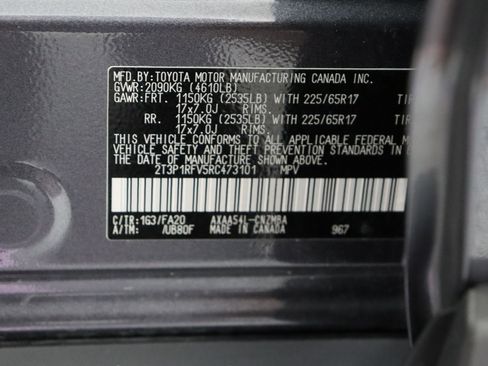 MFD.BY:TOYOTA MOTOR MANUFACTURING CANADA INC.
GVWR:2090KG (4610LB)
GAWR:FRT. 1150KG (2535LB) WITH 225/65R17 TIR
17x7.0J RIMS.
RR. 1150KG (2535LB) WITH 225/65R17 TIR
17x7.0J RIMS.
THIS VEHICLE CONFORMS TO ALL APPLICABLE FEDERAL M
VEHICLE SAFETY AND THEFT PREVENTION STANDARDS IN E
DATE OF MANUFACTURE SHOWN ABOVE.
2T3P1RFV5RC473101 MPV
C/TR:1G3/FA20 AXAA54L-CNZMBA
A/TM: /UB80F MADE IN CANADA 967